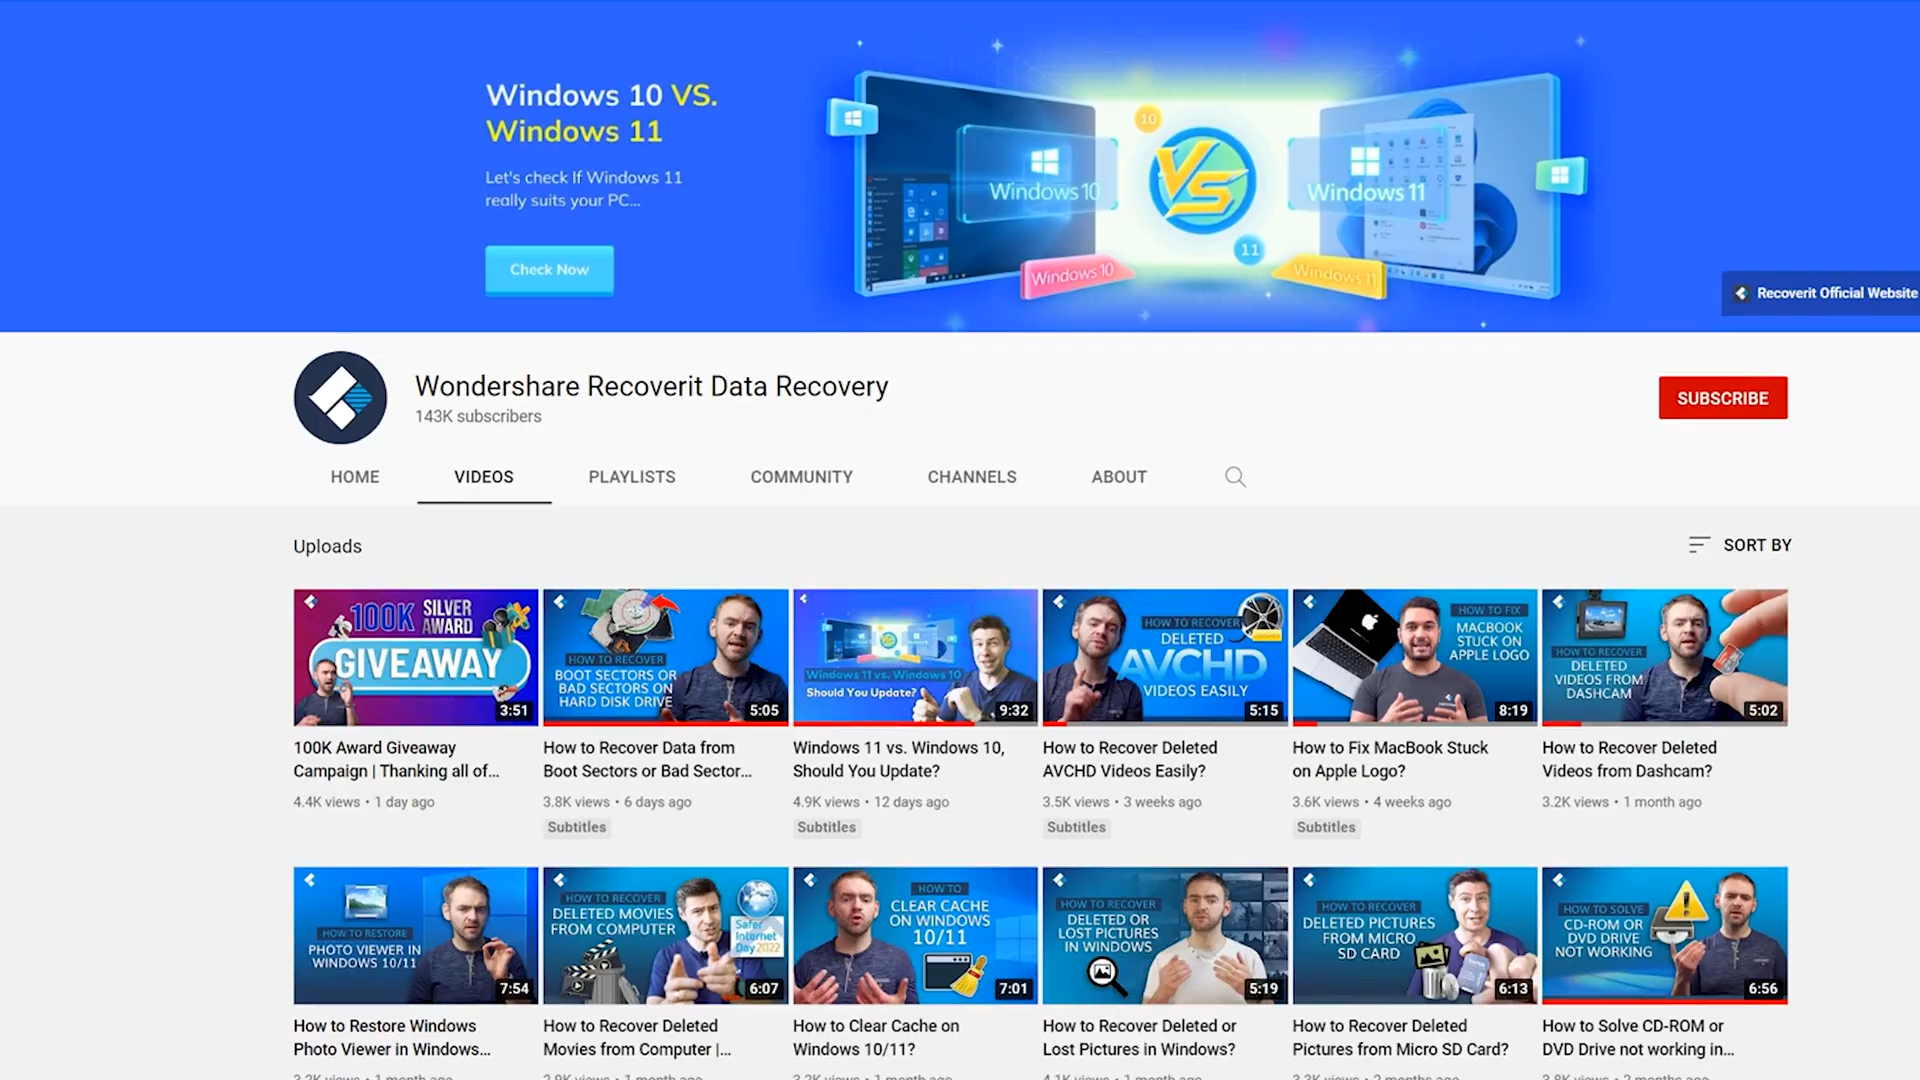 Windows 10 VS.
Windows 11
Let's check If Windows 11
really suits your PC...
Check Now
10
VS
11
Windows 10
Windows 11
Windows 10
Windows 11
Recoverit Official Website
Wondershare Recoverit Data Recovery
143K subscribers
SUBSCRIBE
HOME
VIDEOS
PLAYLISTS
COMMUNITY
CHANNELS
ABOUT
Uploads
SORT BY
100K SILVER
AWARD
GIVEAWAY
3:51
HOW TO RECOVER
BOOT SECTORS OR
BAD SECTORS ON
HARD DISK DRIVE
5:05
Windows 11 vs. Windows 10
Should You Update?
9:32
HOW TO RECOVER
DELETED
AVCHD
VIDEOS EASILY
5:15
HOW TO FIX
MACBOOK
STUCK ON
APPLE LOGO
8:19
HOW TO RECOVER
DELETED
VIDEOS FROM
DASHCAM
5:02
100K Award Giveaway
Campaign | Thanking all of...
4.4K views • 1 day ago
How to Recover Data from
Boot Sectors or Bad Sector...
3.8K views • 6 days ago
Subtitles
Windows 11 vs. Windows 10,
Should You Update?
4.9K views • 12 days ago
Subtitles
How to Recover Deleted
AVCHD Videos Easily?
3.5K views • 3 weeks ago
Subtitles
How to Fix MacBook Stuck
on Apple Logo?
3.6K views • 4 weeks ago
Subtitles
How to Recover Deleted
Videos from Dashcam?
3.2K views • 1 month ago
HOW TO RESTORE
PHOTO VIEWER IN
WINDOWS 10/11
7:54
HOW TO RECOVER
DELETED MOVIES
FROM COMPUTER
Safer
Internet
Day 2022
6:07
HOW TO
CLEAR CACHE
ON WINDOWS
10/11
7:01
HOW TO RECOVER
DELETED OR
LOST PICTURES
IN WINDOWS
5:19
HOW TO RECOVER
DELETED PICTURES
FROM MICRO
SD CARD
6:13
HOW TO SOLVE
CD-ROM OR
DVD DRIVE
NOT WORKING
6:56
How to Restore Windows
Photo Viewer in Windows...
How to Recover Deleted
Movies from Computer |...
How to Clear Cache on
Windows 10/11?
How to Recover Deleted or
Lost Pictures in Windows?
How to Recover Deleted
Pictures from Micro SD Card?
How to Solve CD-ROM or
DVD Drive not working in...